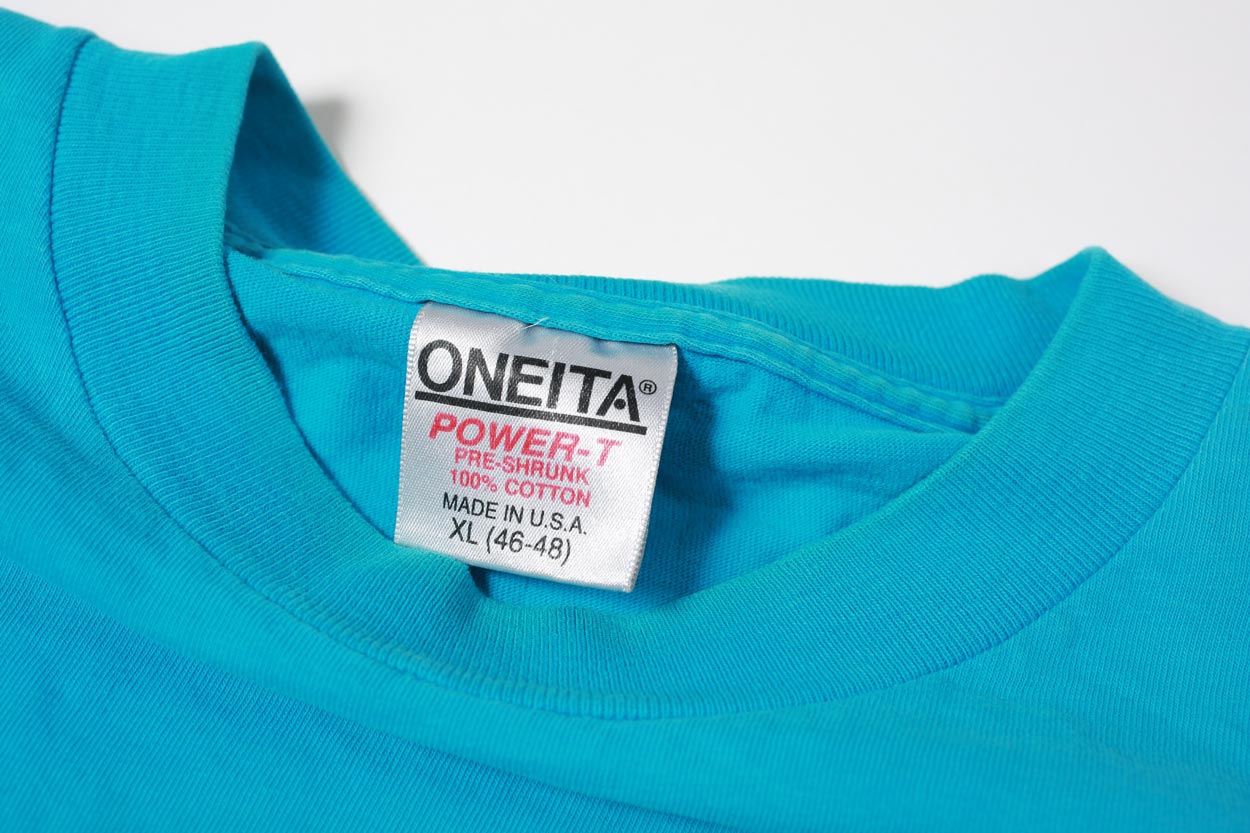 ONEITA®
POWER-T
PRE-SHRUNK
100% COTTON
MADE IN U.S.A.
XL (46-48)